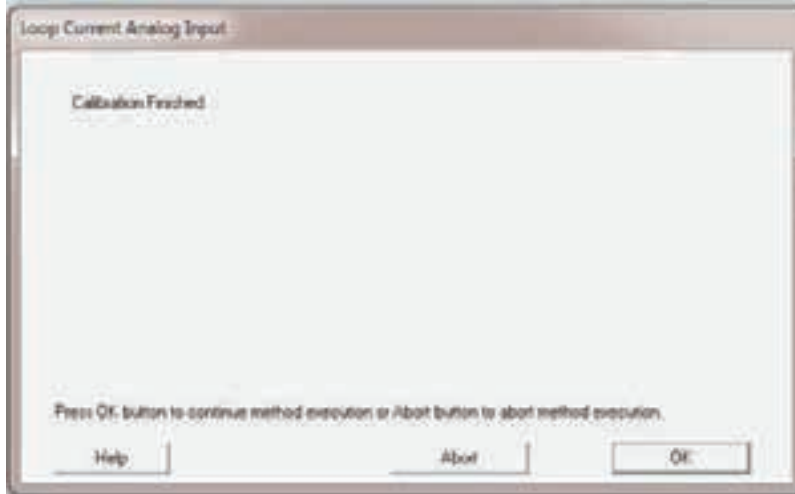 Loop Current Analog Input
Calibration Finished
Press OK button to continue method execution or Abort button to abort method execution.
Help
Abort
OK